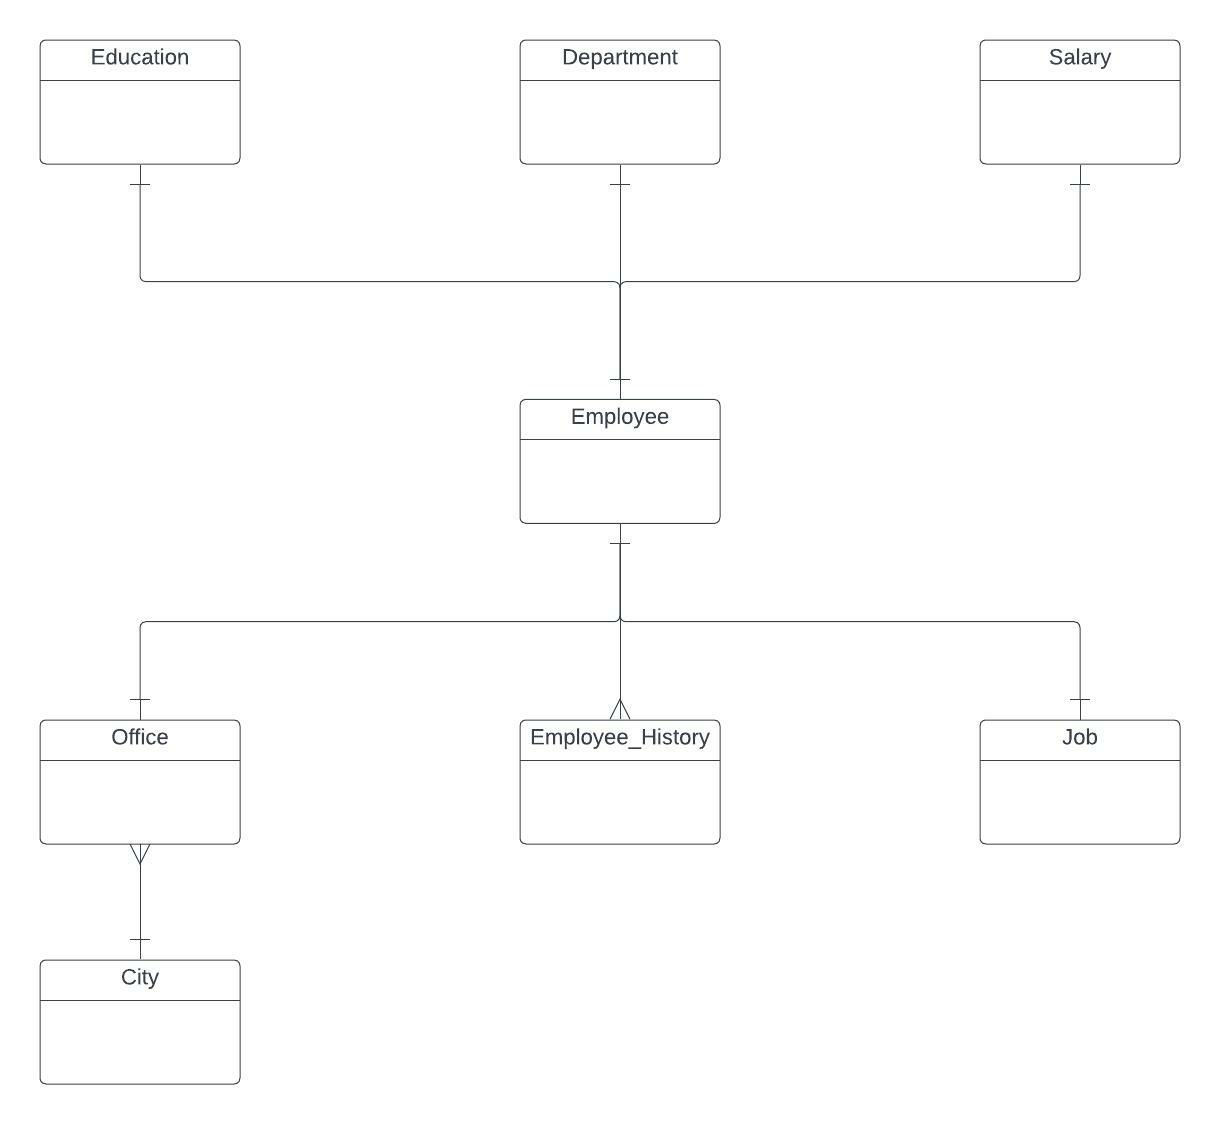 Education
Department
Salary
Employee
Office
Employee_History
Job
City